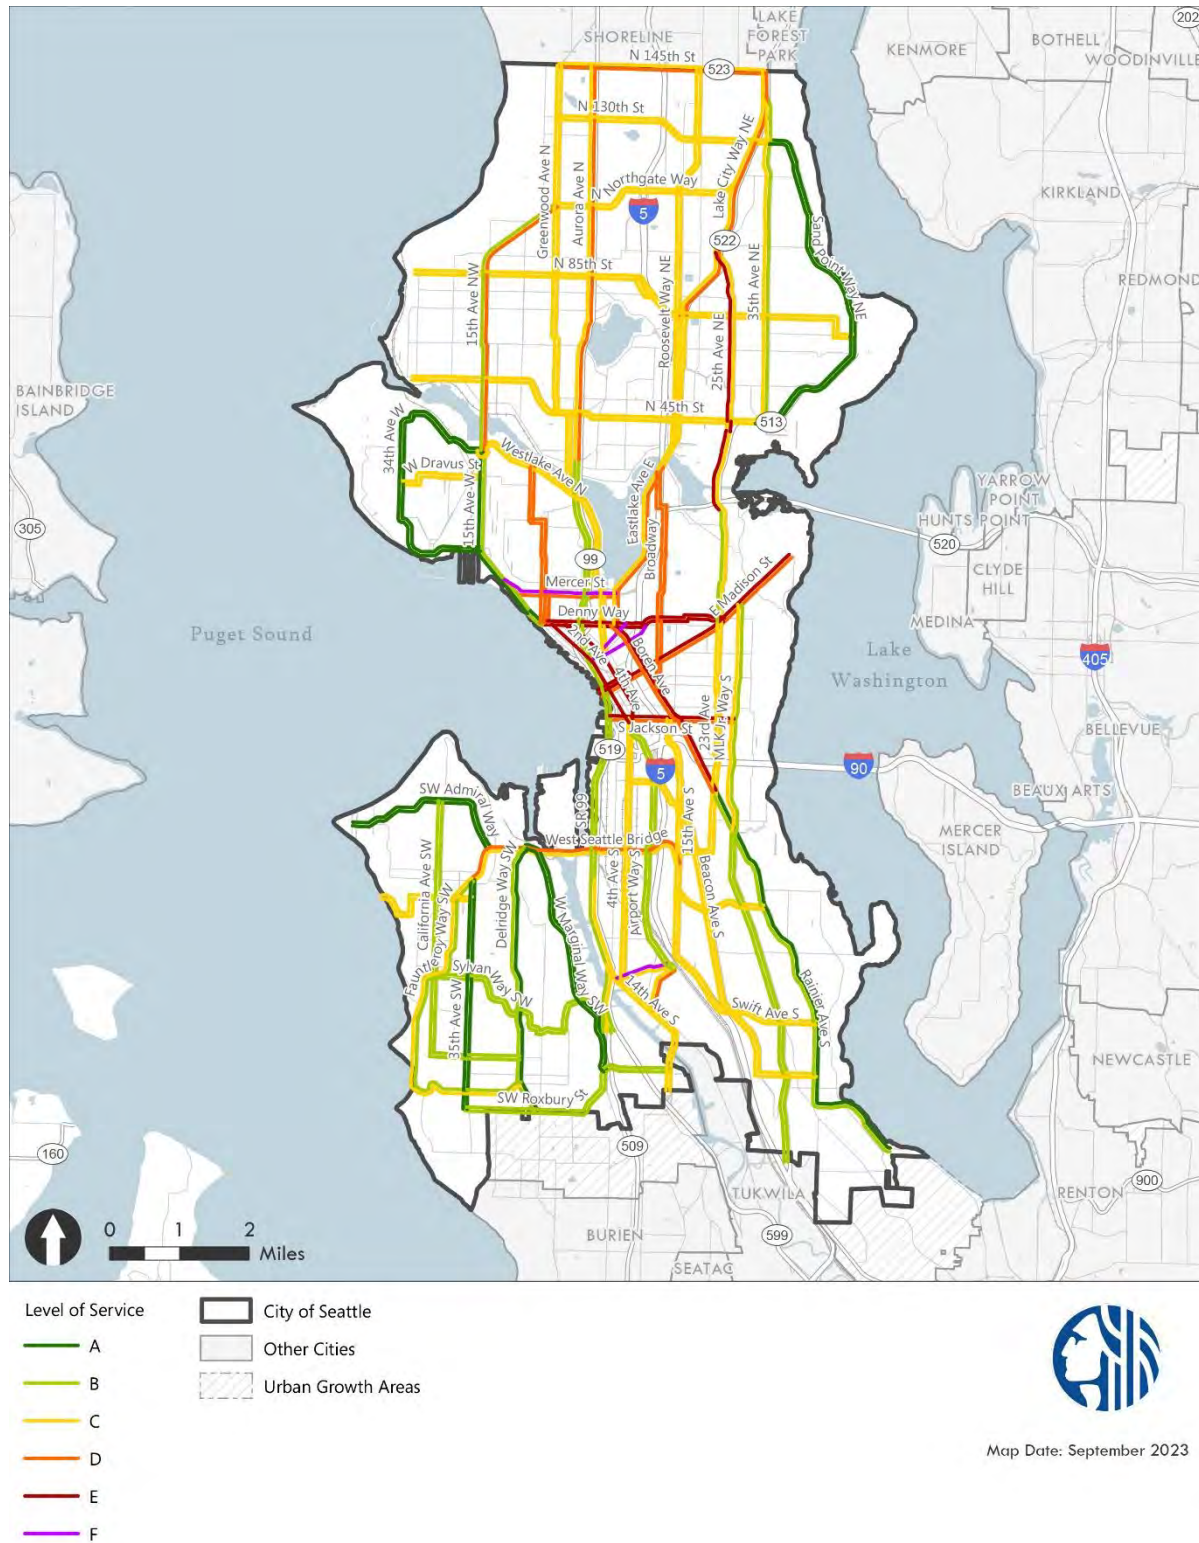 202
LAKE
FOREST
PARK
SHORELINE
KENMORE
BOTHELL
WOODINVILLE
N 145th St
523
N 130th St
Lake City Way NE
Greenwood Ave N
Aurora Ave N
N Northgate Way
5
KIRKLAND
Sand Point Way NE
522
N 85th St
15th Ave NW
Roosevelt Way NE
35th Ave NE
25th Ave NE
REDMOND
BAINBRIDGE
ISLAND
N 45th St
513
34th Ave W
W Dravus St
Westlake Ave N
15th Ave W
Eastlake Ave E
Broadway
YARROW
POINT
HUNTS POINT
305
520
99
CLYDE
HILL
Mercer St
E Madison St
Denny Way
MEDINA
Puget Sound
2nd Ave
4th Ave
Boren Ave
Lake
Washington
405
23rd Ave
MLK Jr. Way S
S Jackson St
BELLEVUE
519
5
90
SW Admiral Way
SR 99
15th Ave S
BEAUX ARTS
West Seattle Bridge
MERCER
ISLAND
California Ave SW
Fauntleroy Way SW
Delridge Way SW
W Marginal Way SW
4th Ave S
Airport Way S
Beacon Ave S
Sylvan Way SW
35th Ave SW
14th Ave S
Swift Ave S
Rainier Ave S
NEWCASTLE
SW Roxbury St
509
160
900
TUKWILA
RENTON
BURIEN
599
SEATAC
0 1 2
Miles
Level of Service
A
B
C
D
E
F
City of Seattle
Other Cities
Urban Growth Areas
Map Date: September 2023